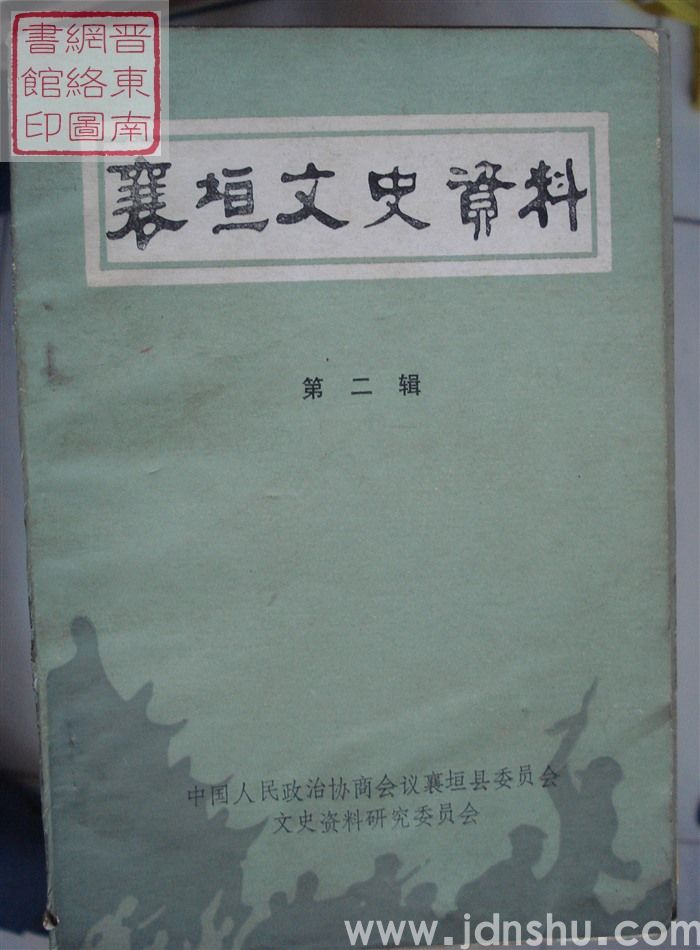 晋東南
網絡圖
書館印
襄垣文史资料
第二辑
中国人民政治协商会议襄垣县委员会
文史资料研究委员会
www.jdnshu.com